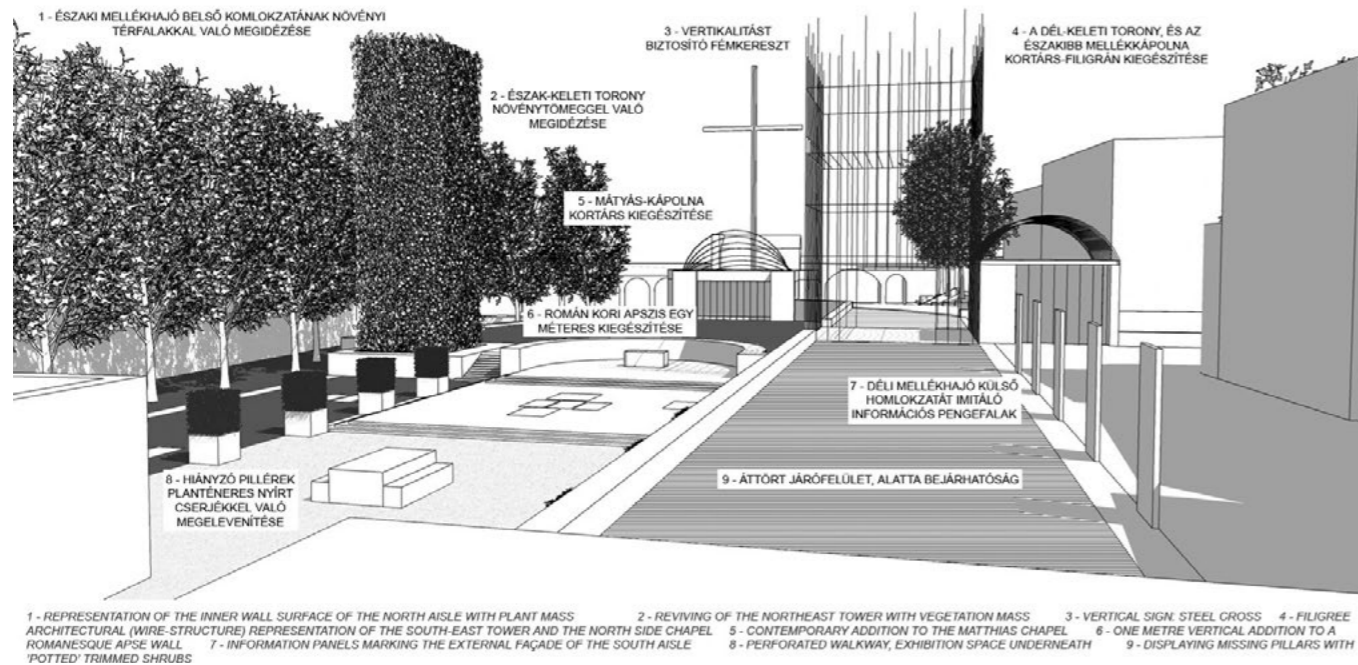 1 - ÉSZAKI MELLÉKHAJÓ BELSŐ KOMLOKZATÁNAK NÖVÉNYI
TÉRFALAKKAL VALÓ MEGIDÉZÉSE
2 - ÉSZAK-KELETI TORONY
NÖVÉNYTÖMEGGEL VALÓ
MEGIDÉZÉSE
3 - VERTIKALITÁST
BIZTOSÍTÓ FÉMKERESZT
4 - A DÉL-KELETI TORONY, ÉS AZ
ÉSZAKIBB MELLÉKKÁPOLNA
KORTÁRS-FILIGRÁN KIEGÉSZÍTÉSE
5 - MÁTYÁS-KÁPOLNA
KORTÁRS KIEGÉSZÍTÉSE
6 - ROMÁN KORI APSZIS EGY
MÉTERES KIEGÉSZÍTÉSE
7 - DÉLI MELLÉKHAJÓ KÜLSŐ
HOMLOKZATÁT IMITÁLÓ
INFORMÁCIÓS PENGEFALAK
8 - HIÁNYZÓ PILLÉREK
PLANTÉNERES NYÍRT
CSERJÉKKEL VALÓ
MEGELEVENÍTÉSE
9 - ÁTTÖRT JÁRÓFELÜLET, ALATTA BEJÁRHATÓSÁG
1 - REPRESENTATION OF THE INNER WALL SURFACE OF THE NORTH AISLE WITH PLANT MASS 2 - REVIVING OF THE NORTHEAST TOWER WITH VEGETATION MASS 3 - VERTICAL SIGN: STEEL CROSS 4 - FILIGREE
ARCHITECTURAL (WIRE-STRUCTURE) REPRESENTATION OF THE SOUTH-EAST TOWER AND THE NORTH SIDE CHAPEL 5 - CONTEMPORARY ADDITION TO THE MATTHIAS CHAPEL 6 - ONE METRE VERTICAL ADDITION TO A
ROMANESQUE APSE WALL 7 - INFORMATION PANELS MARKING THE EXTERNAL FAÇADE OF THE SOUTH AISLE 8 - PERFORATED WALKWAY, EXHIBITION SPACE UNDERNEATH 9 - DISPLAYING MISSING PILLARS WITH
'POTTED' TRIMMED SHRUBS